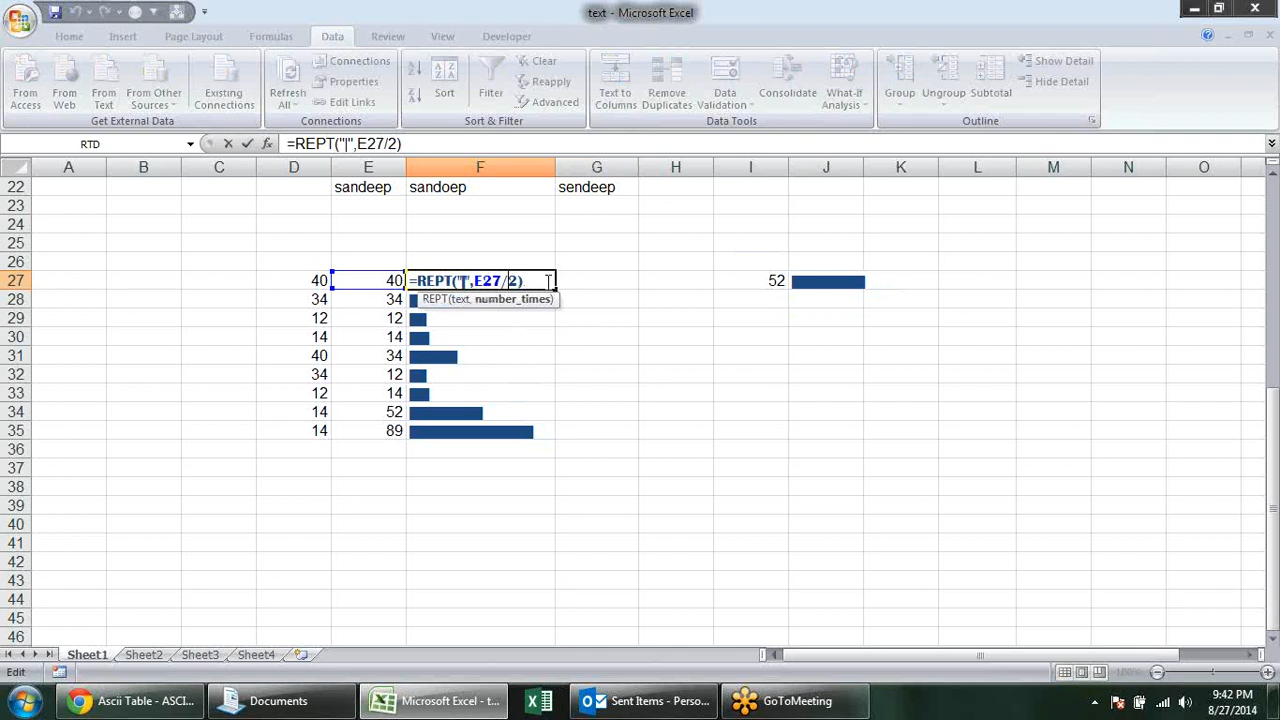 text - Microsoft Excel
Home Insert Page Layout Formulas Data Review View Developer
From Access
From Web
From Text
From Other Sources
Existing Connections
Get External Data
Refresh All
Connections
Properties
Edit Links
Connections
Sort
Filter
Clear
Reapply
Advanced
Sort & Filter
Text to Columns
Remove Duplicates
Data Validation
Consolidate
What-If Analysis
Data Tools
Group
Ungroup
Subtotal
Show Detail
Hide Detail
Outline
RTD fx =REPT("|",E27/2)
A B C D E F G H I J K L M N O
22 sandeep sandoep sendeep
23
24
25
26
27 40 40 =REPT("|",E27/2) 52
REPT(text, number_times)
28 34 34
29 12 12
30 14 14
31 40 34
32 34 12
33 12 14
34 14 52
35 14 89
36
37
38
39
40
41
42
43
44
45
46
Sheet1 Sheet2 Sheet3 Sheet4
Edit 100%
Ascii Table - ASCI... Documents Microsoft Excel - t... Sent Items - Perso... GoToMeeting
9:42 PM
8/27/2014